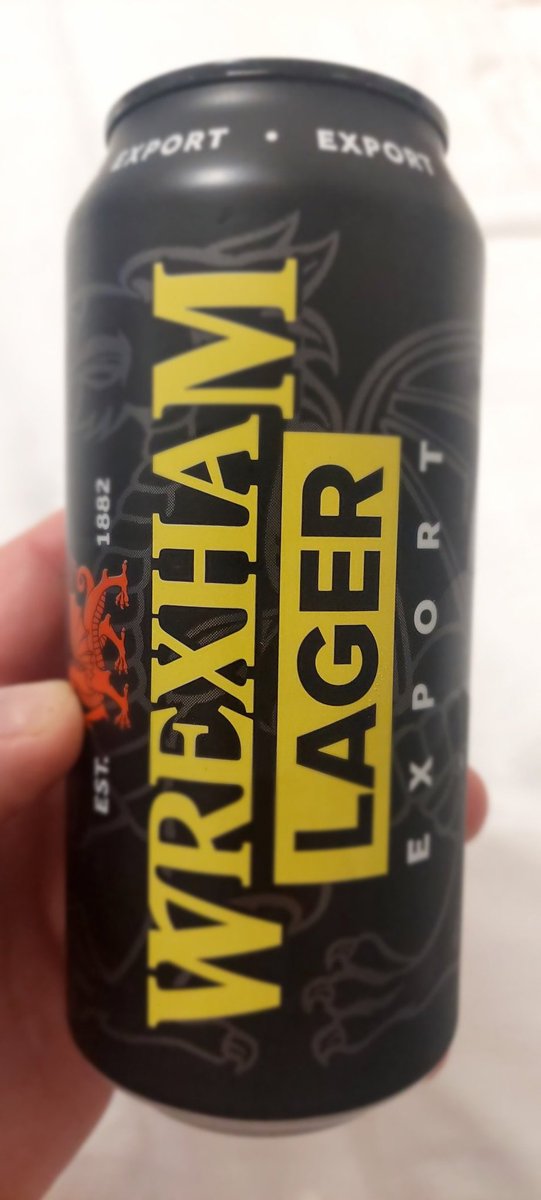 EXPORT • EXPORT
EST. 1882
WREXHAM
LAGER
EXPORT